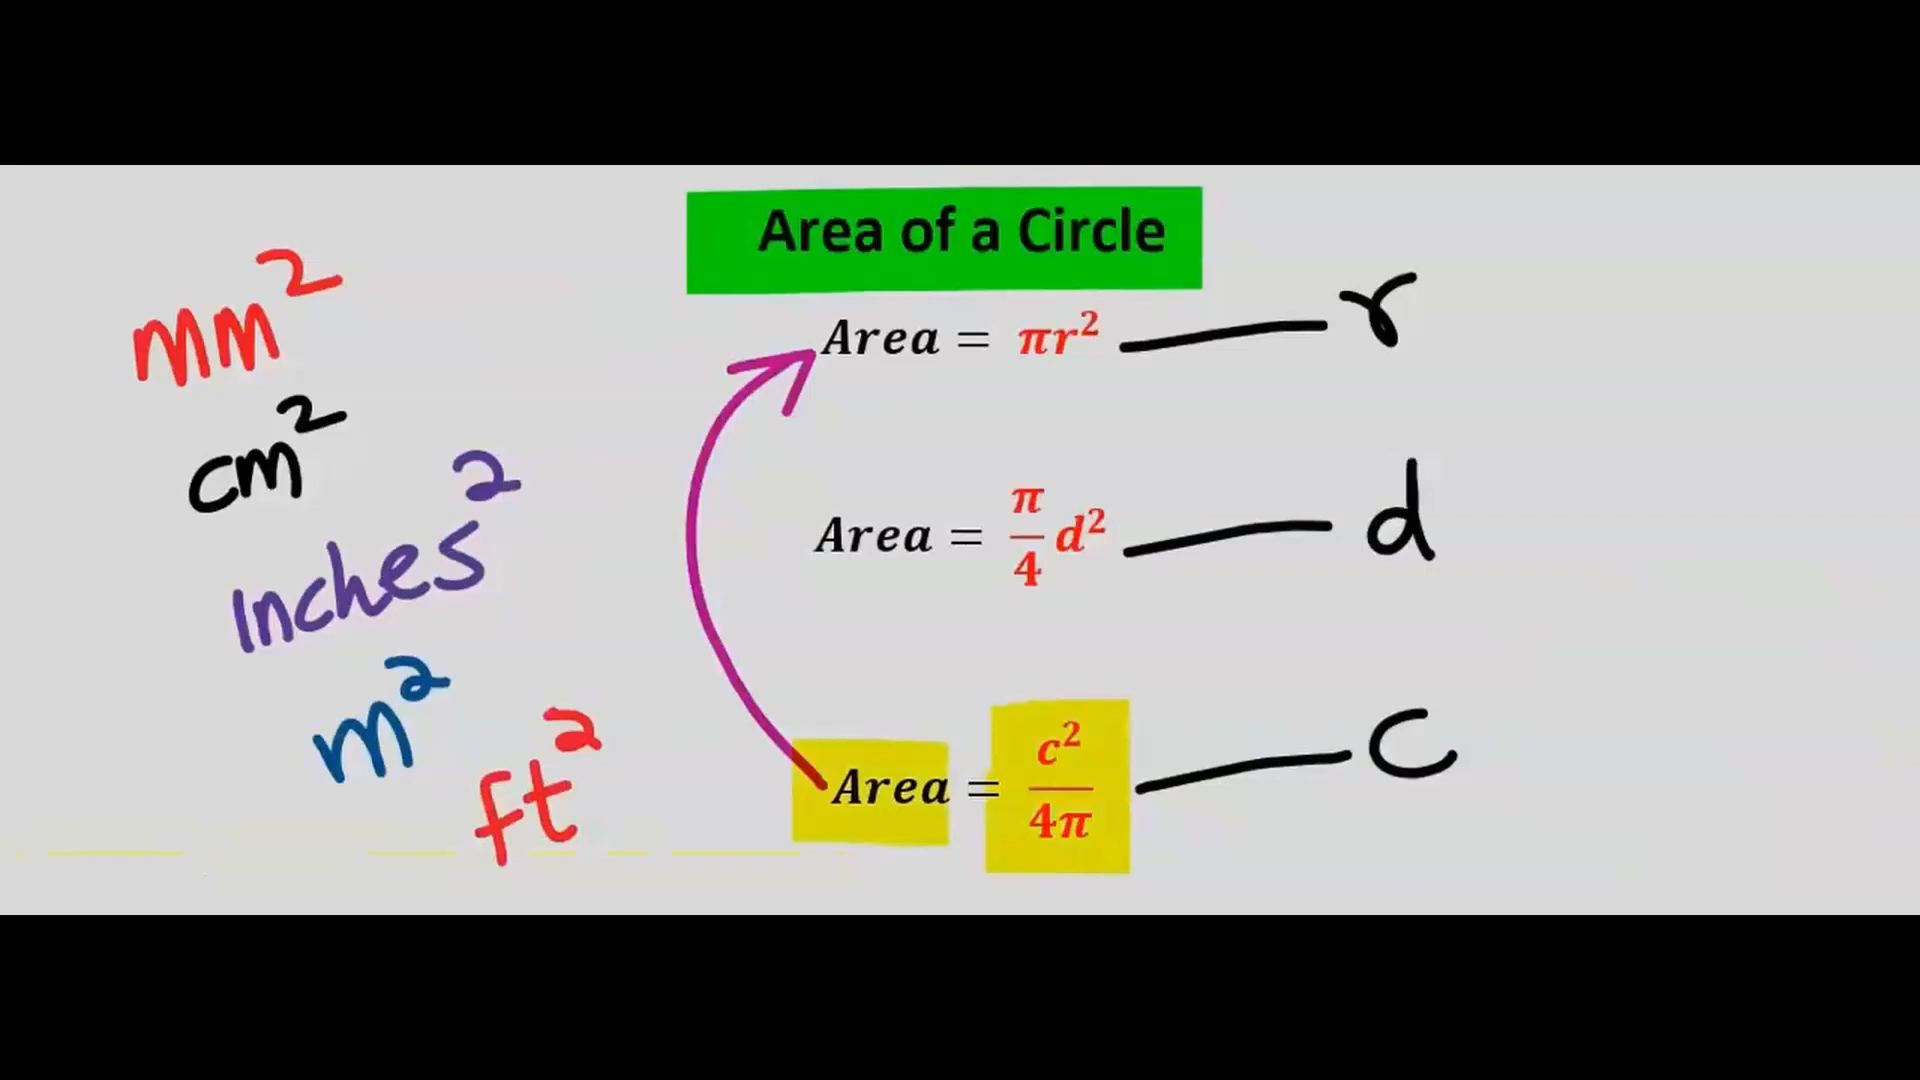 Area of a Circle
Area = πr² r
Area = π/4 d² d
Area = c²/4π c
mm²
cm²
Inches²
m²
ft²